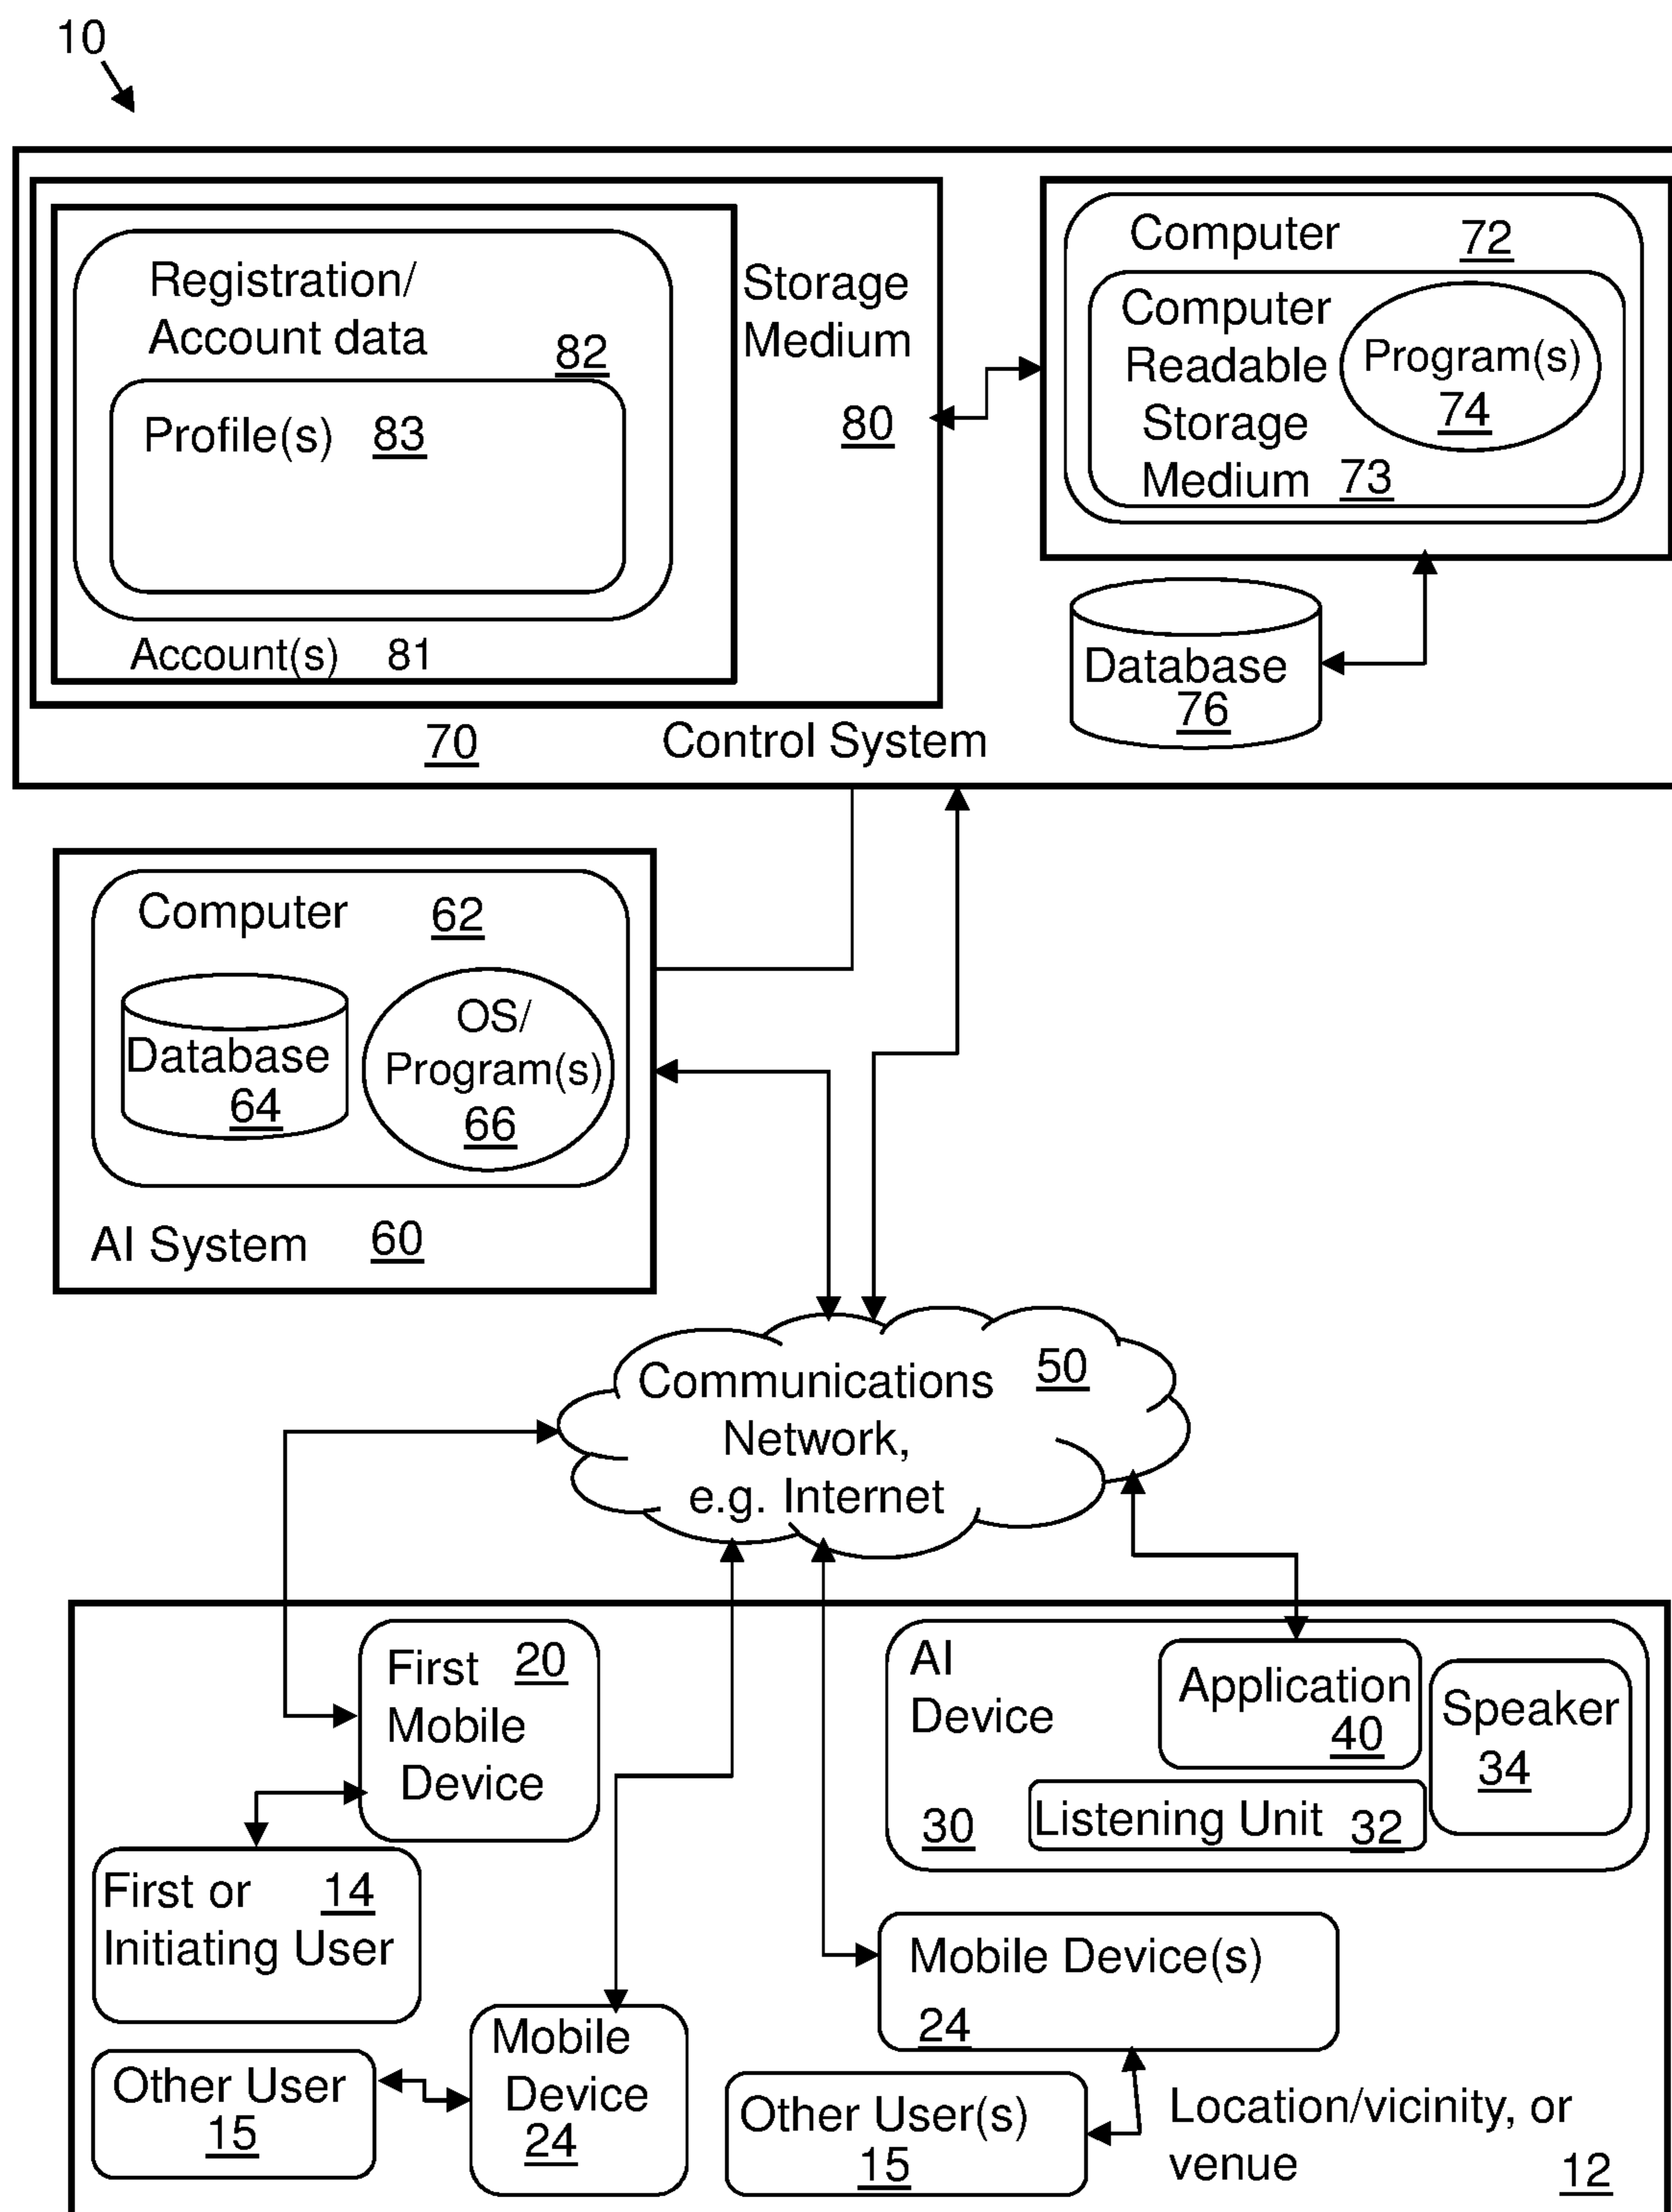 10
Registration/
Account data
82
Profile(s) 83
Account(s) 81
Storage
Medium
80
Computer 72
Computer
Readable
Storage
Medium 73
Program(s)
74
Database
76
70 Control System
Computer 62
Database
64
OS/
Program(s)
66
AI System 60
Communications 50
Network,
e.g. Internet
First 20
Mobile
Device
AI
Device
30
Application
40
Speaker
34
Listening Unit 32
First or 14
Initiating User
Mobile Device(s)
24
Other User
15
Mobile
Device
24
Other User(s)
15
Location/vicinity, or
venue 12